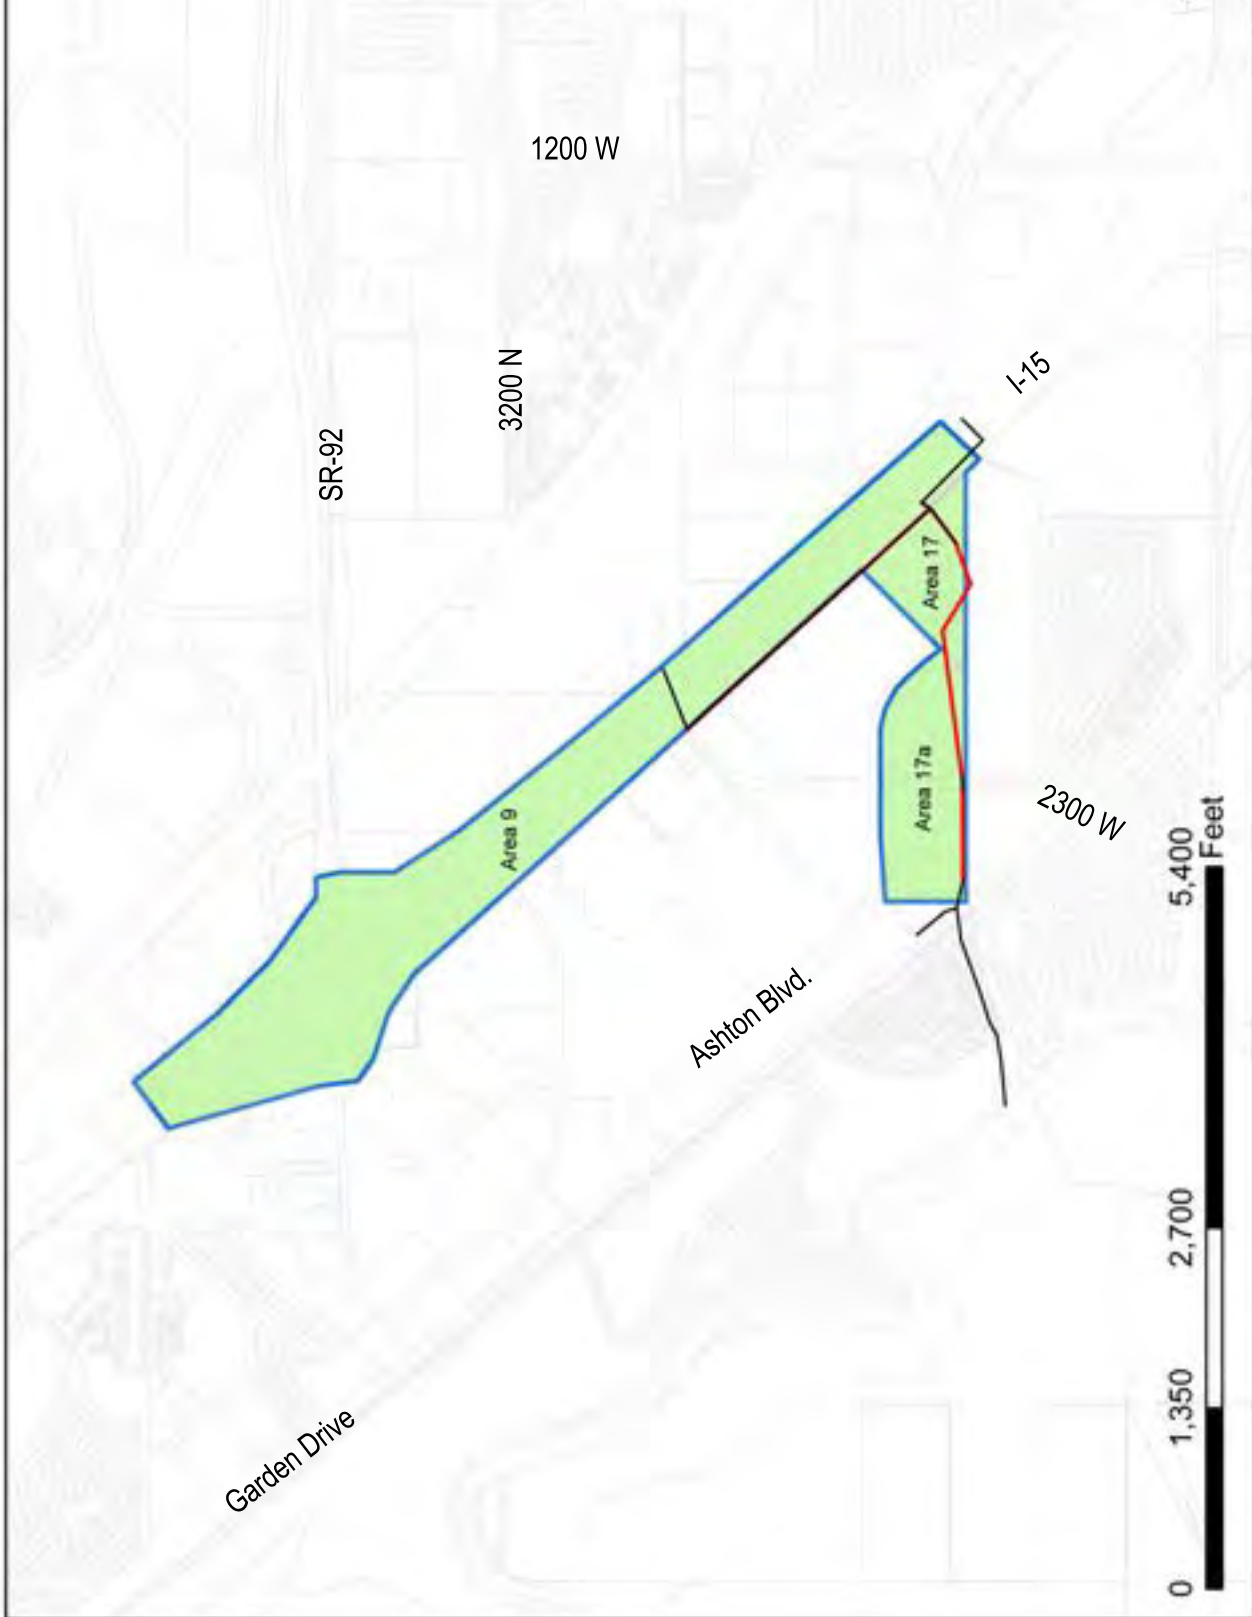 1200 W
3200 N
SR-92
I-15
Area 17
Area 9
Area 17a
2300 W
Ashton Blvd.
Garden Drive
0 1,350 2,700 5,400
Feet